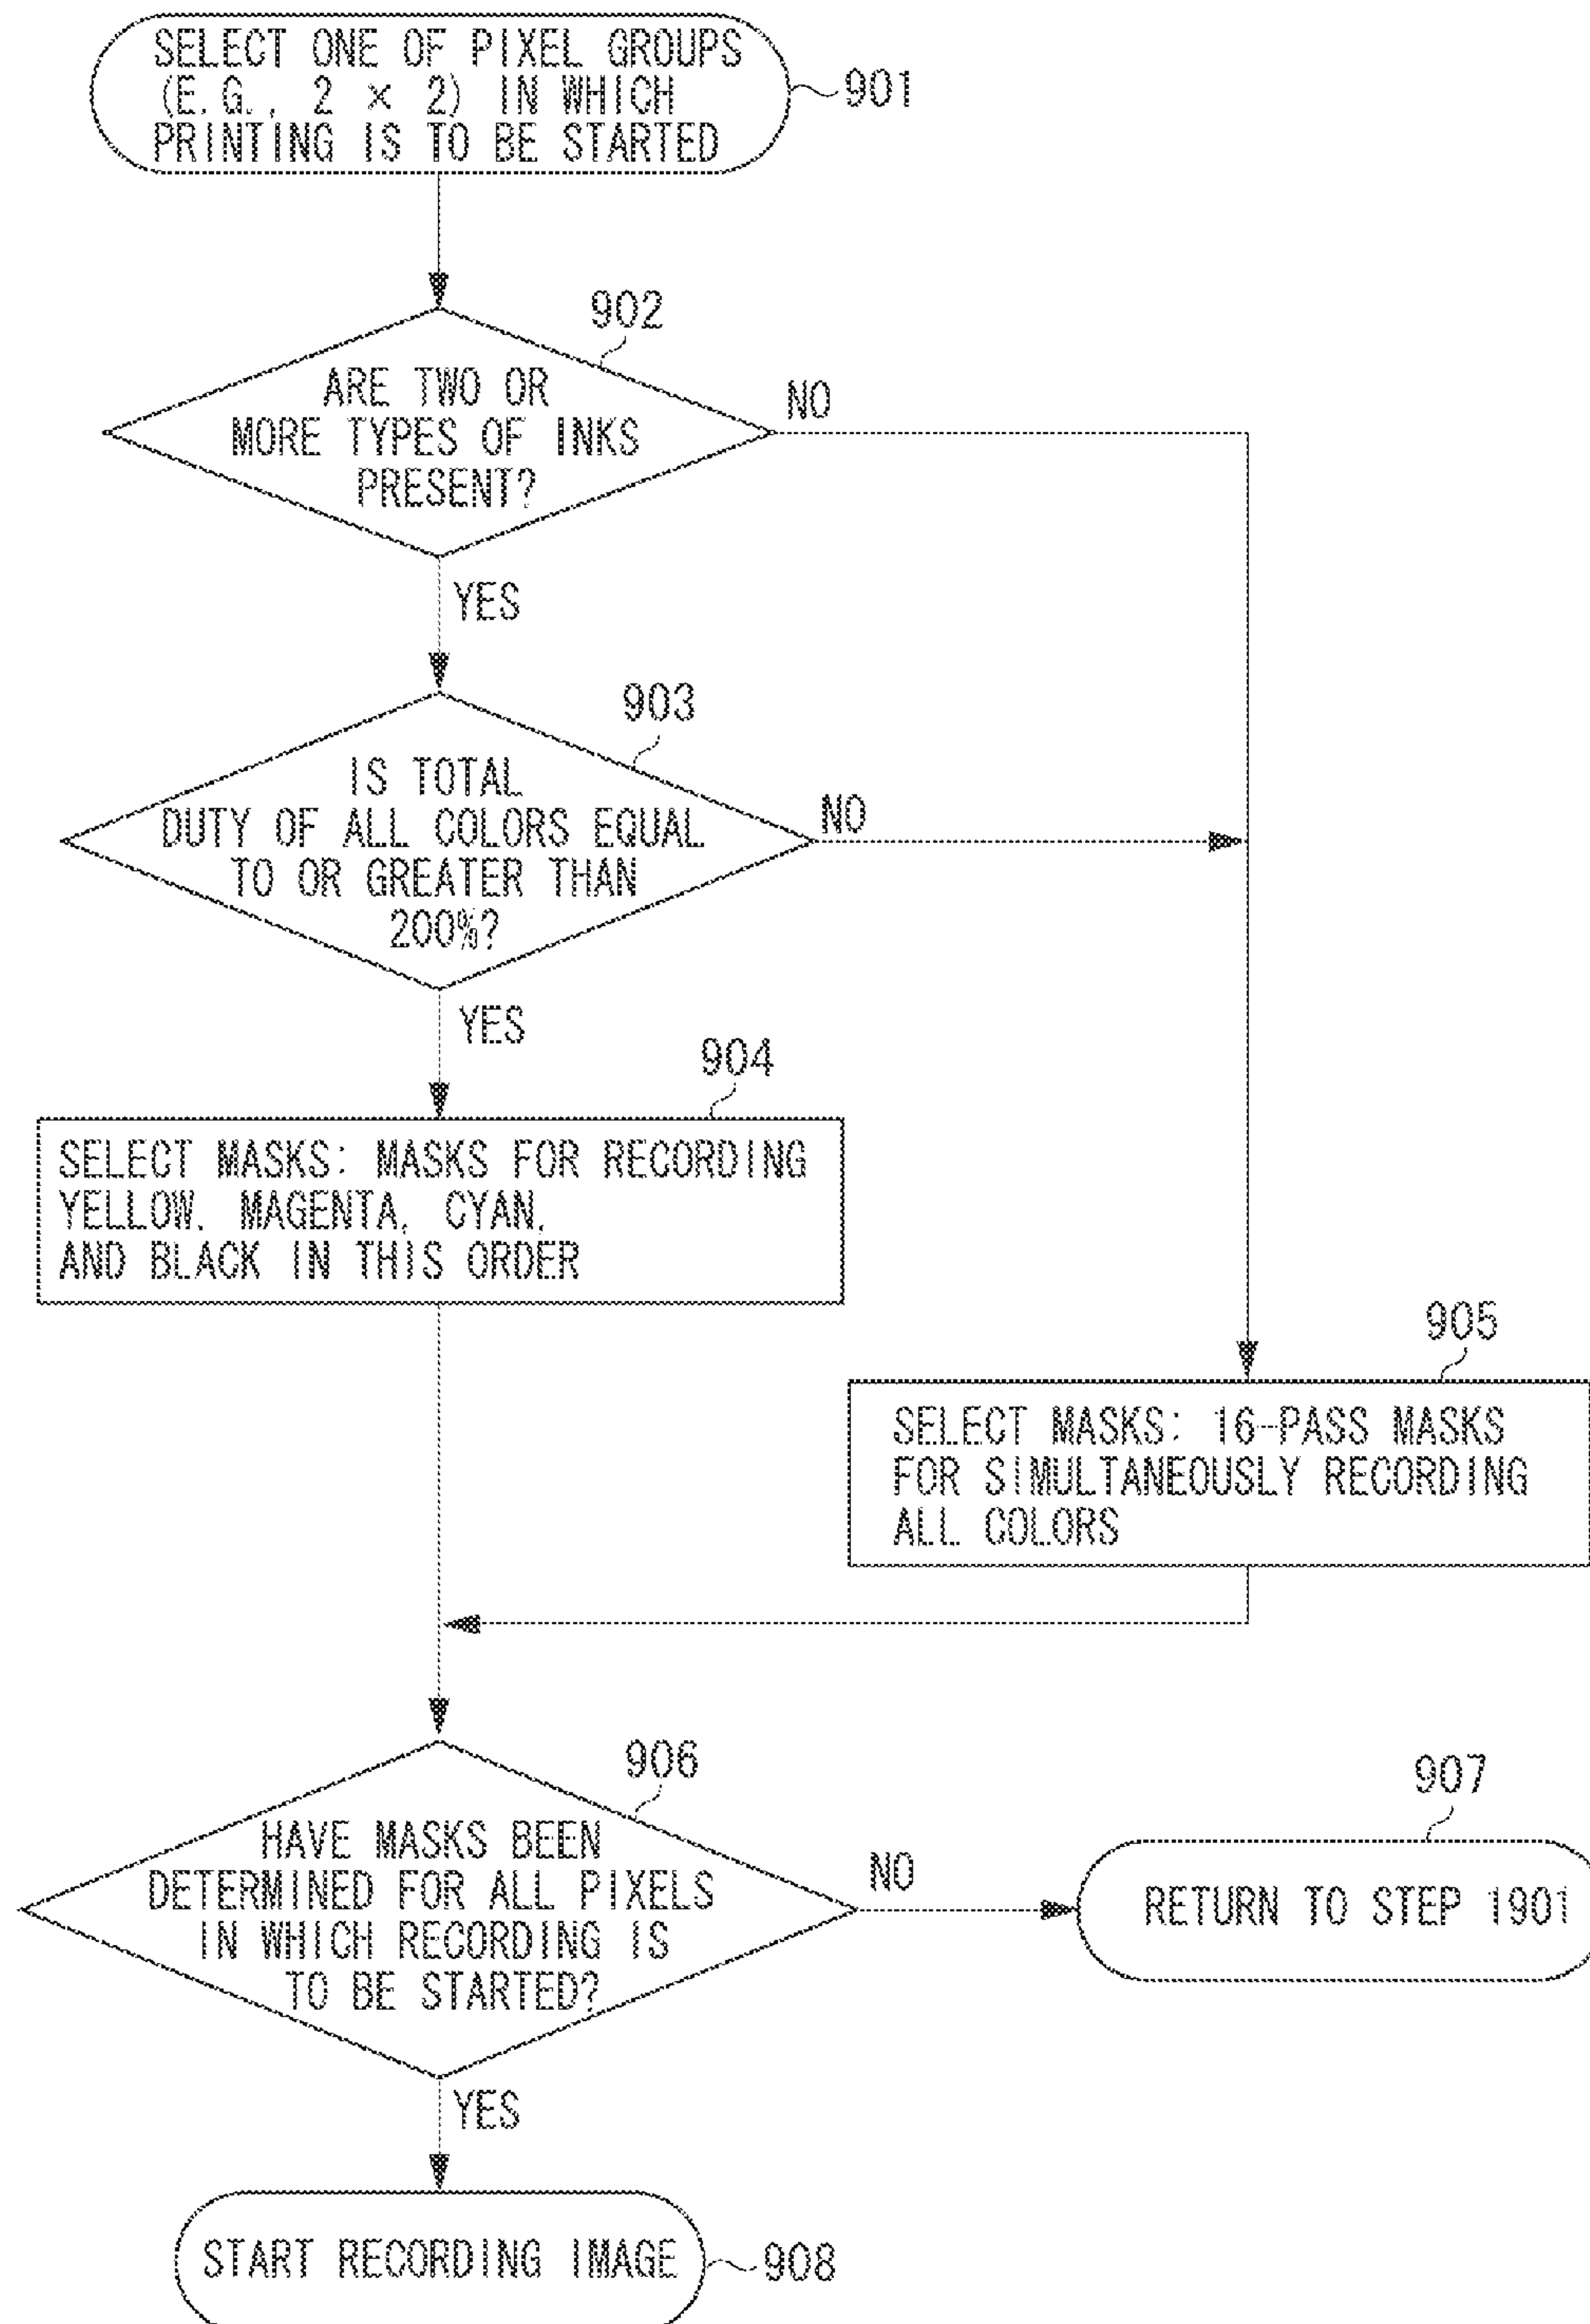 SELECT ONE OF PIXEL GROUPS
(E.G., 2 × 2) IN WHICH
PRINTING IS TO BE STARTED
901
902
ARE TWO OR
MORE TYPES OF INKS
PRESENT?
NO
YES
903
IS TOTAL
DUTY OF ALL COLORS EQUAL
TO OR GREATER THAN
200%?
NO
YES
904
SELECT MASKS: MASKS FOR RECORDING
YELLOW, MAGENTA, CYAN,
AND BLACK IN THIS ORDER
905
SELECT MASKS: 16-PASS MASKS
FOR SIMULTANEOUSLY RECORDING
ALL COLORS
906
HAVE MASKS BEEN
DETERMINED FOR ALL PIXELS
IN WHICH RECORDING IS
TO BE STARTED?
NO
907
RETURN TO STEP 1901
YES
START RECORDING IMAGE
908